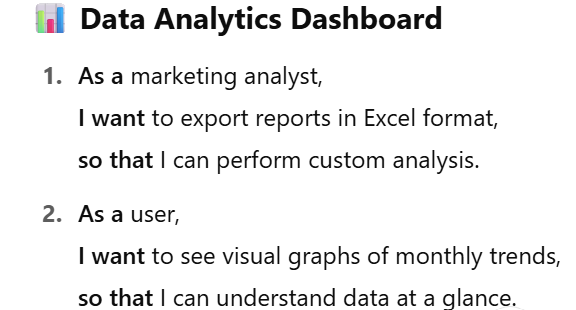 Data Analytics Dashboard
1. As a marketing analyst,
I want to export reports in Excel format,
so that I can perform custom analysis.
2. As a user,
I want to see visual graphs of monthly trends,
so that I can understand data at a glance.